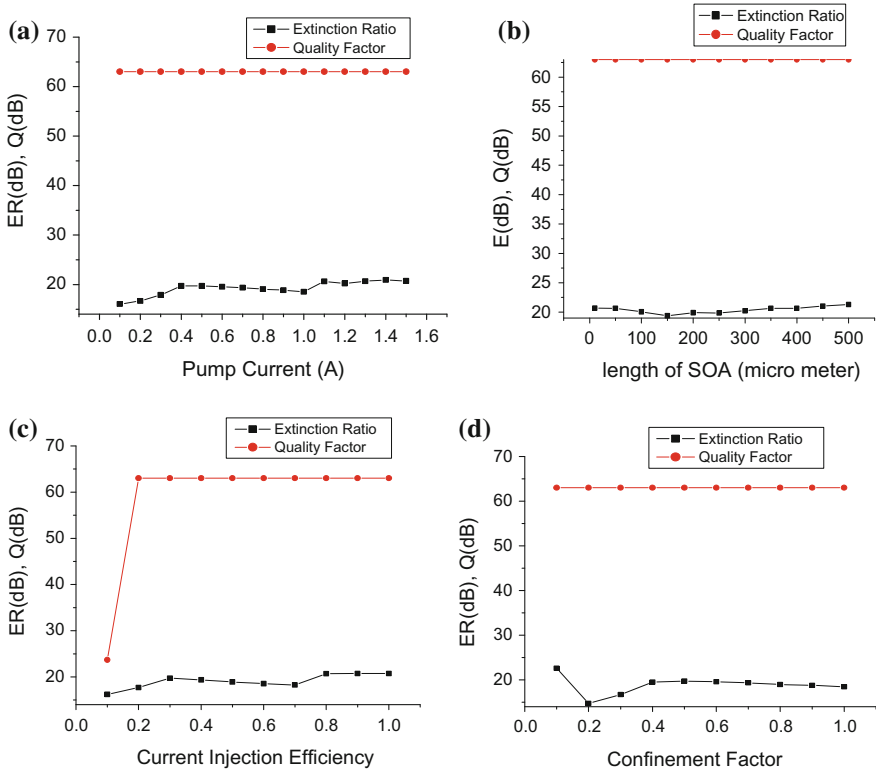 (a)
Extinction Ratio
Quality Factor
70
60
50
40
30
20
ER(dB), Q(dB)
0.0 0.2 0.4 0.6 0.8 1.0 1.2 1.4 1.6
Pump Current (A)
(b)
Extinction Ratio
Quality Factor
60
55
50
45
40
35
30
25
20
E(dB), Q(dB)
0 100 200 300 400 500
length of SOA (micro meter)
(c)
Extinction Ratio
Quality Factor
70
60
50
40
30
20
ER(dB), Q(dB)
0.0 0.2 0.4 0.6 0.8 1.0
Current Injection Efficiency
(d)
Extinction Ratio
Quality Factor
70
60
50
40
30
20
ER(dB), Q(dB)
0.0 0.2 0.4 0.6 0.8 1.0
Confinement Factor